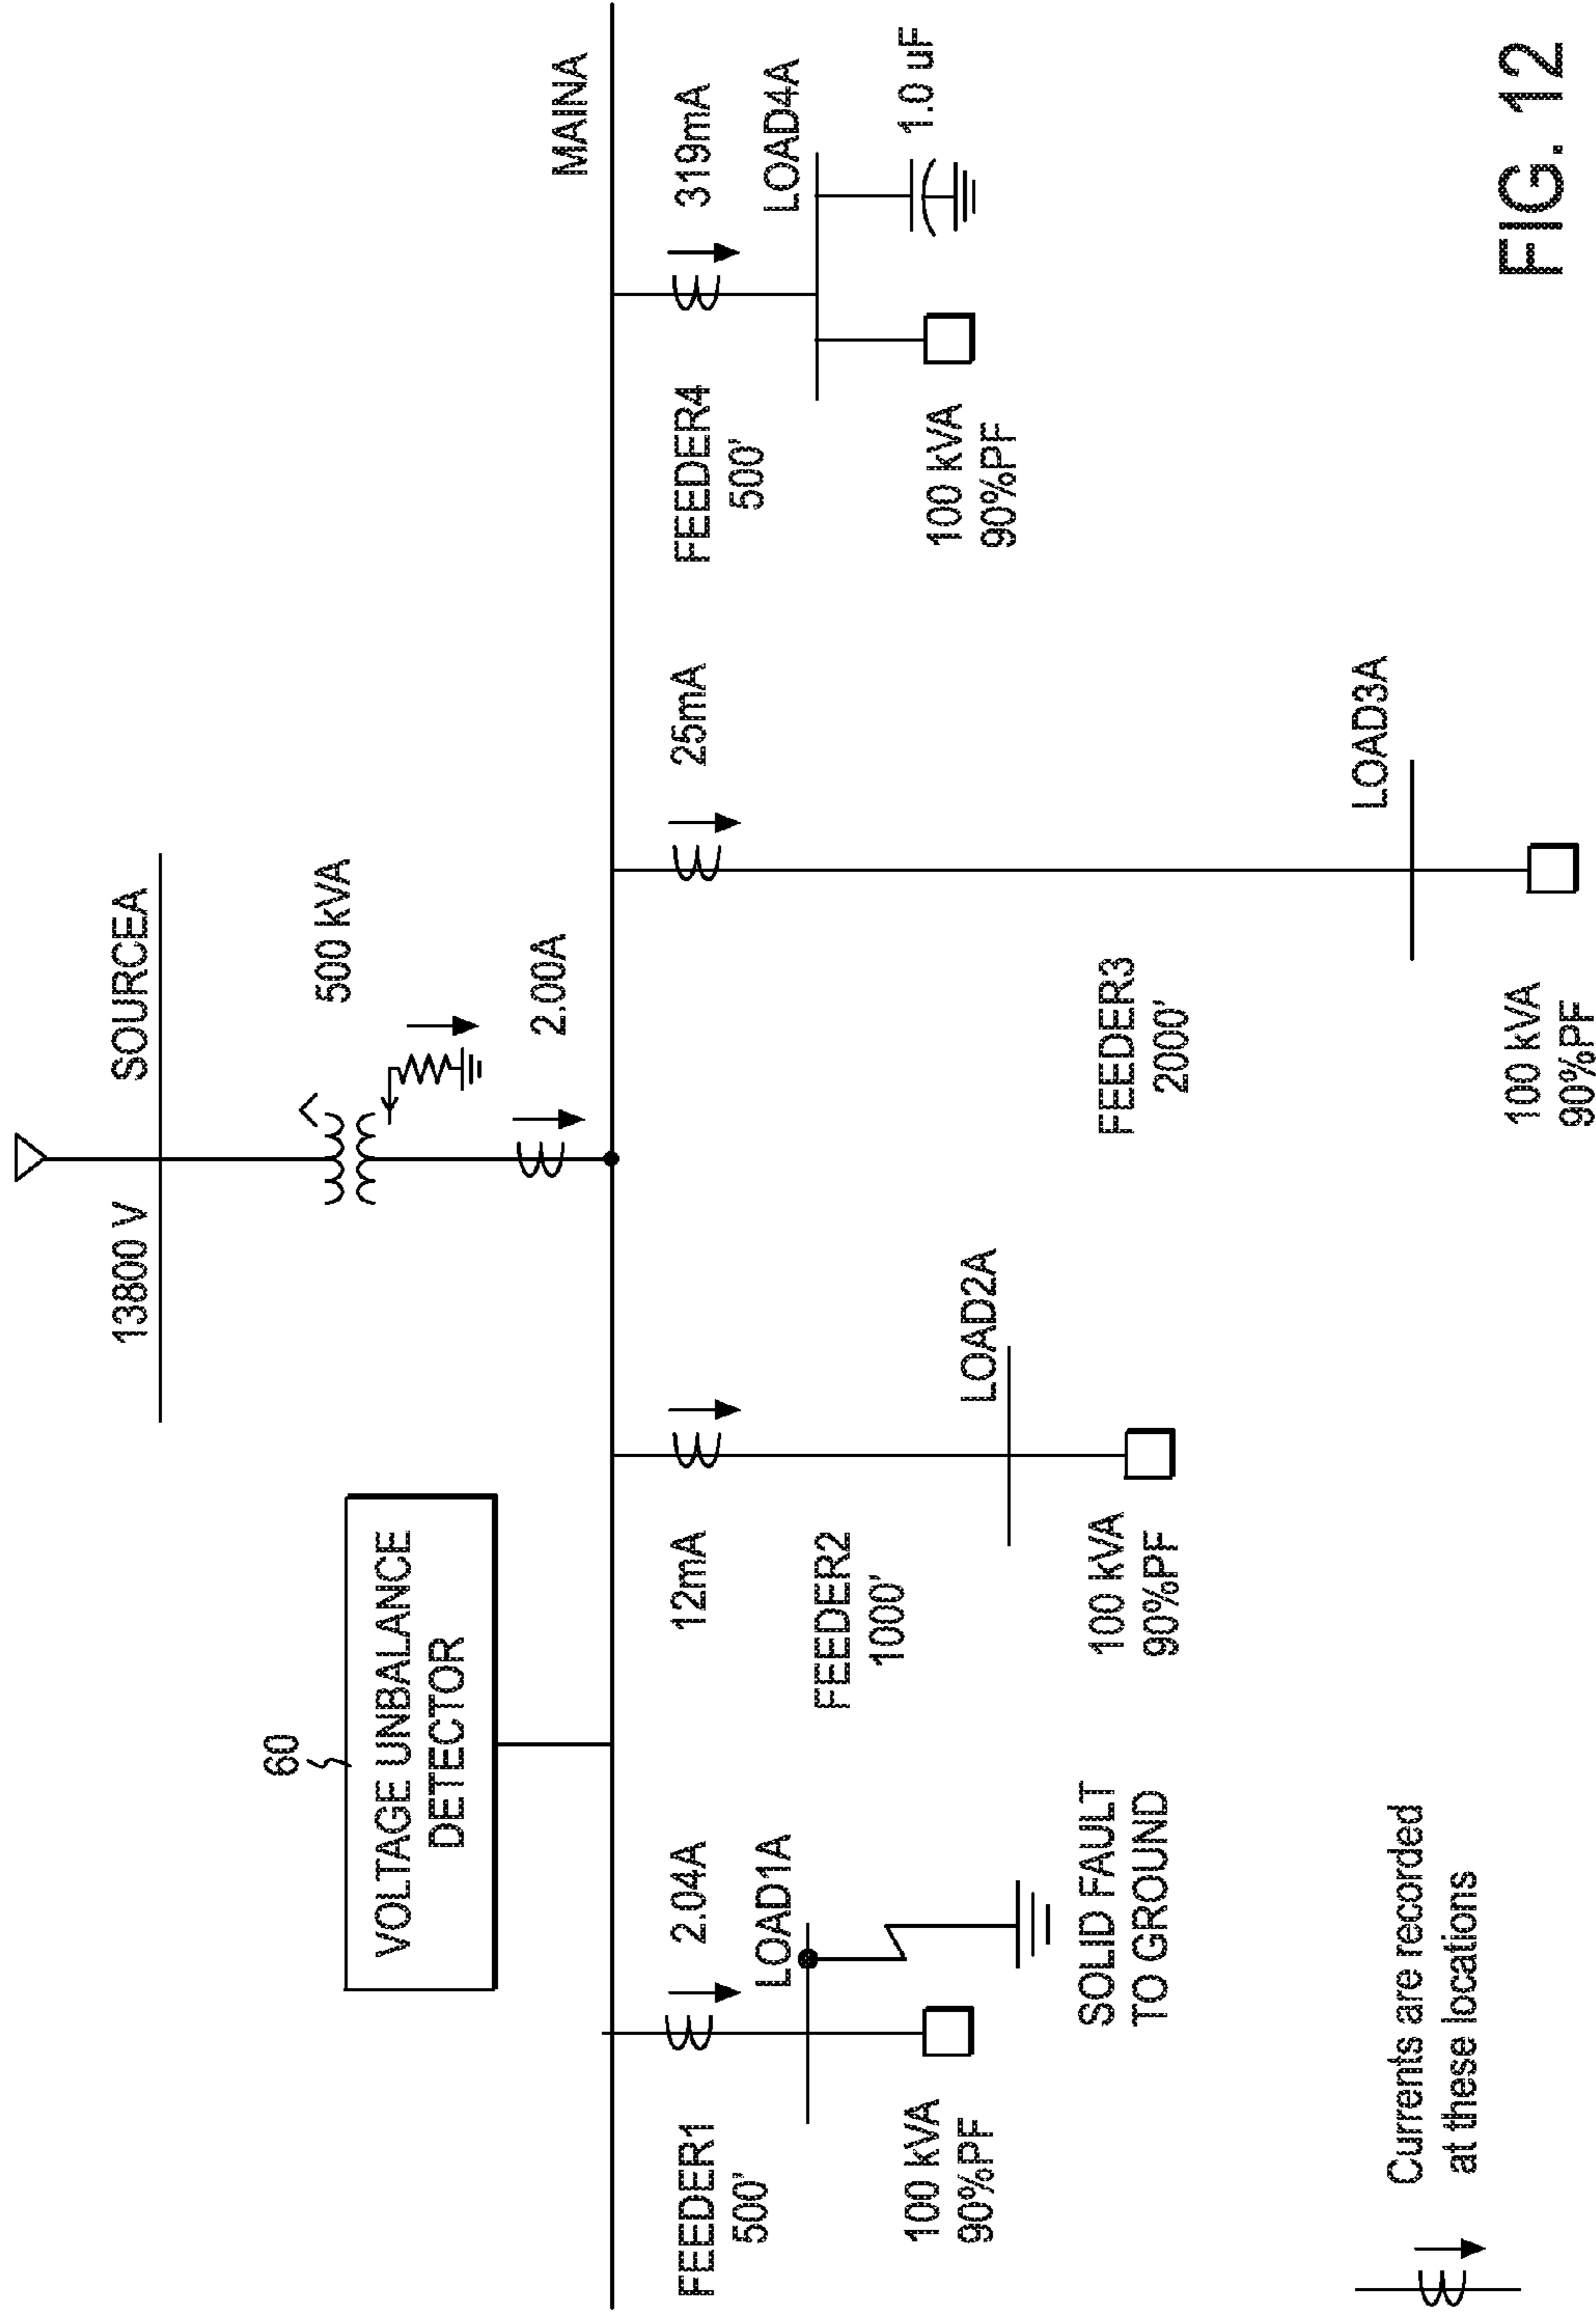 13800 V
SOURCEA
500 kVA
2.00A
60
VOLTAGE UNBALANCE
DETECTOR
MAINA
FEEDER1
500'
2.04A
LOAD1A
100 kVA
90%PF
SOLID FAULT
TO GROUND
12mA
FEEDER2
1000'
LOAD2A
100 kVA
90%PF
25mA
FEEDER3
2000'
LOAD3A
100 kVA
90%PF
FEEDER4
500'
319mA
LOAD4A
1.0 uF
100 kVA
90%PF
Currents are recorded
at these locations
FIG. 12